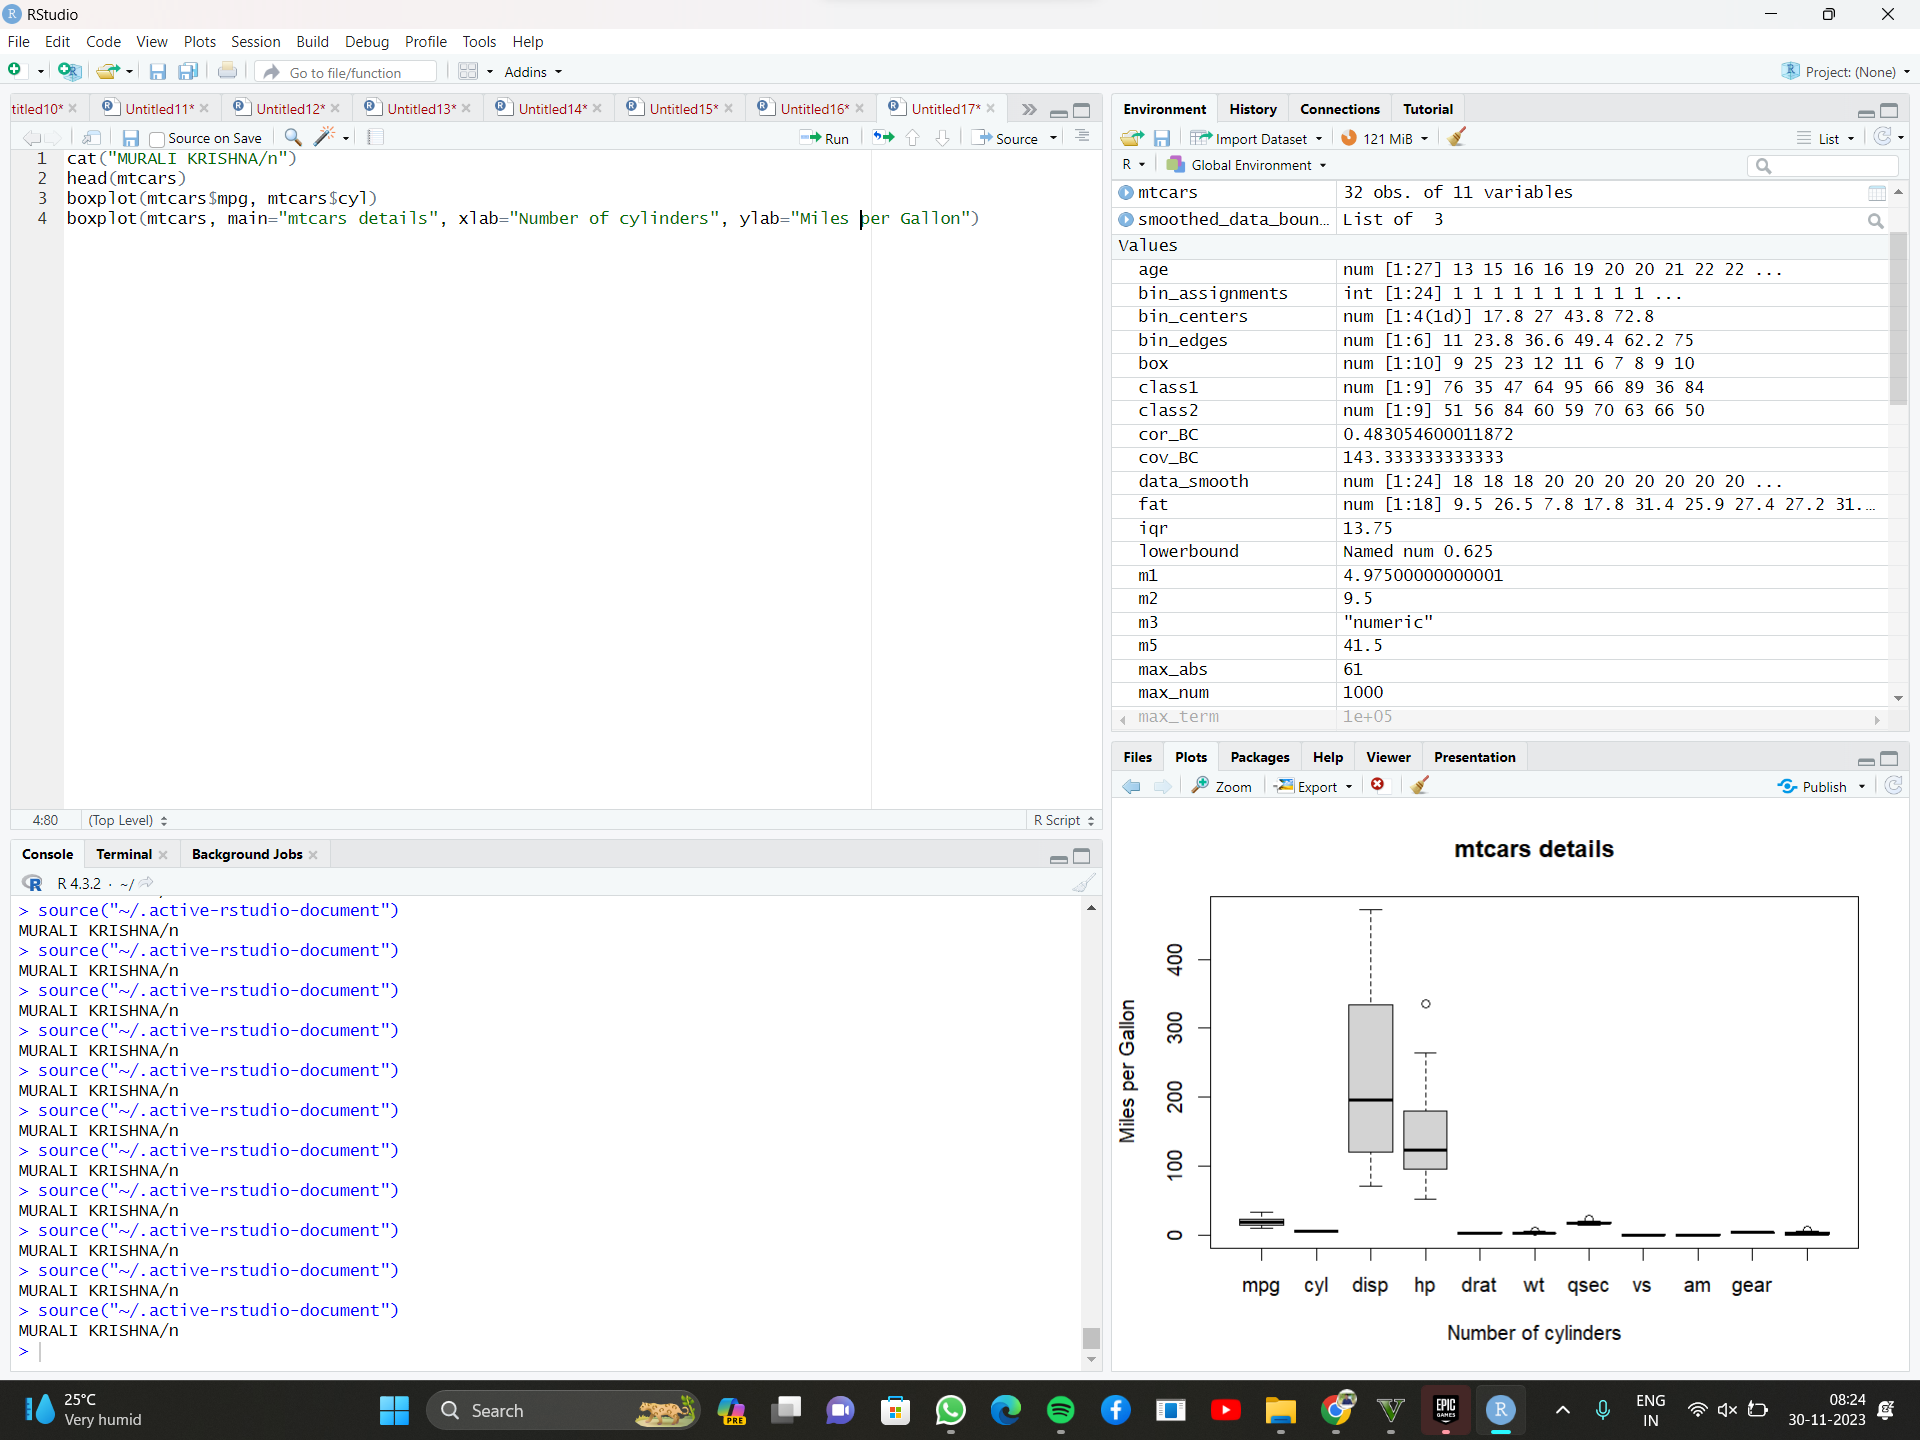 RStudio
File Edit Code View Plots Session Build Debug Profile Tools Help
Go to file/function Addins Project: (None)
titled10* Untitled11* Untitled12* Untitled13* Untitled14* Untitled15* Untitled16* Untitled17*
Source on Save Run Source
1 cat("MURALI KRISHNA/n")
2 head(mtcars)
3 boxplot(mtcars$mpg, mtcars$cyl)
4 boxplot(mtcars, main="mtcars details", xlab="Number of cylinders", ylab="Miles per Gallon")
4:80 (Top Level) R Script
Console Terminal Background Jobs
R 4.3.2 · ~/
> source("~/.active-rstudio-document")
MURALI KRISHNA/n
> source("~/.active-rstudio-document")
MURALI KRISHNA/n
> source("~/.active-rstudio-document")
MURALI KRISHNA/n
> source("~/.active-rstudio-document")
MURALI KRISHNA/n
> source("~/.active-rstudio-document")
MURALI KRISHNA/n
> source("~/.active-rstudio-document")
MURALI KRISHNA/n
> source("~/.active-rstudio-document")
MURALI KRISHNA/n
> source("~/.active-rstudio-document")
MURALI KRISHNA/n
> source("~/.active-rstudio-document")
MURALI KRISHNA/n
> source("~/.active-rstudio-document")
MURALI KRISHNA/n
> source("~/.active-rstudio-document")
MURALI KRISHNA/n
>
Environment History Connections Tutorial
Import Dataset 121 MiB List
R Global Environment
mtcars 32 obs. of 11 variables
smoothed_data_boun... List of 3
Values
age num [1:27] 13 15 16 16 19 20 20 21 22 22 ...
bin_assignments int [1:24] 1 1 1 1 1 1 1 1 1 1 ...
bin_centers num [1:4(1d)] 17.8 27 43.8 72.8
bin_edges num [1:6] 11 23.8 36.6 49.4 62.2 75
box num [1:10] 9 25 23 12 11 6 7 8 9 10
class1 num [1:9] 76 35 47 64 95 66 89 36 84
class2 num [1:9] 51 56 84 60 59 70 63 66 50
cor_BC 0.483054600011872
cov_BC 143.333333333333
data_smooth num [1:24] 18 18 18 20 20 20 20 20 20 20 ...
fat num [1:18] 9.5 26.5 7.8 17.8 31.4 25.9 27.4 27.2 31....
iqr 13.75
lowerbound Named num 0.625
m1 4.97500000000001
m2 9.5
m3 "numeric"
m5 41.5
max_abs 61
max_num 1000
max_term 1e+05
Files Plots Packages Help Viewer Presentation
Zoom Export Publish
mtcars details
Miles per Gallon
400
300
200
100
0
mpg cyl disp hp drat wt qsec vs am gear
Number of cylinders
25°C
Very humid
Search
PRE
EPIC
GAMES
R
ENG
IN
08:24
30-11-2023